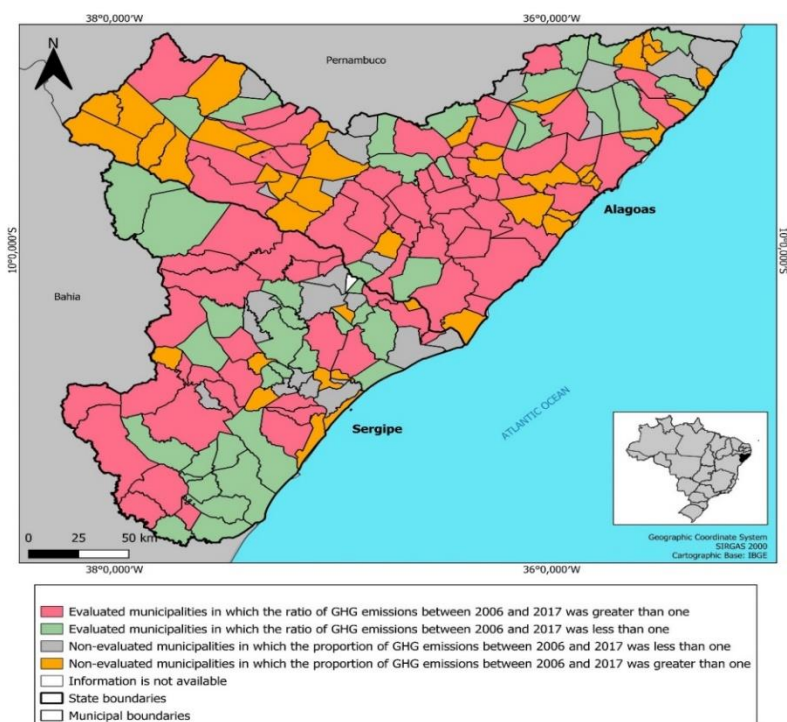 38°0,000'W
36°0,000'W
N
Pernambuco
10°0,000'S
10°0,000'S
Alagoas
Bahia
ATLANTIC OCEAN
Sergipe
0 25 50 km
Geographic Coordinate System
SIRGAS 2000
Cartographic Base: IBGE
38°0,000'W
36°0,000'W
Evaluated municipalities in which the ratio of GHG emissions between 2006 and 2017 was greater than one
Evaluated municipalities in which the ratio of GHG emissions between 2006 and 2017 was less than one
Non-evaluated municipalities in which the proportion of GHG emissions between 2006 and 2017 was less than one
Non-evaluated municipalities in which the proportion of GHG emissions between 2006 and 2017 was greater than one
Information is not available
State boundaries
Municipal boundaries